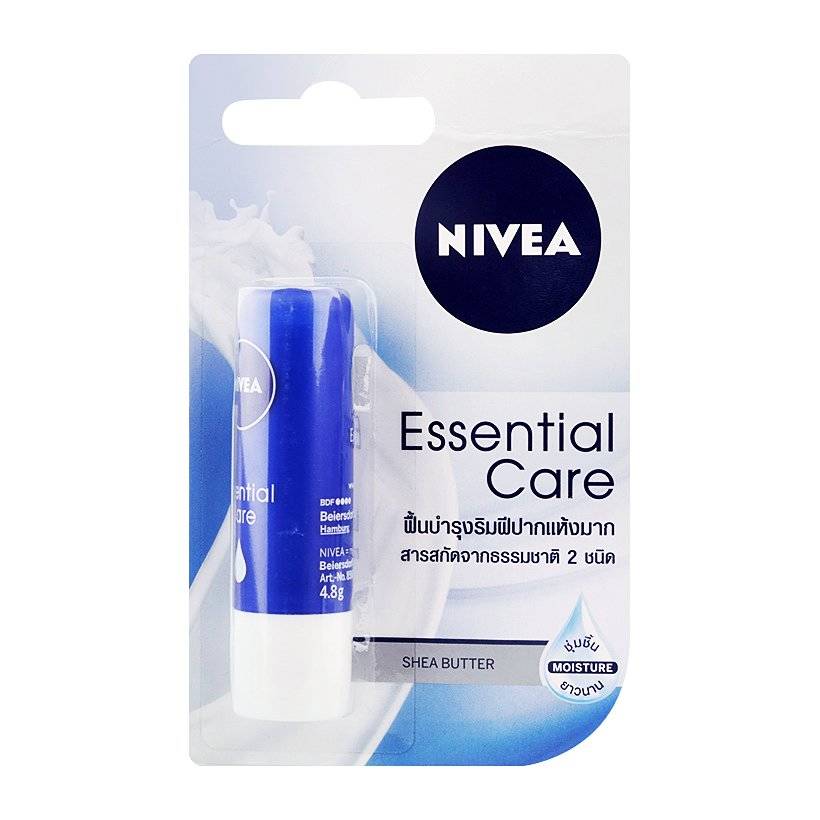 NIVEA
Essential
Care
ฟื้นบำรุงริมฝีปากแห้งมาก
สารสกัดจากธรรมชาติ 2 ชนิด
SHEA BUTTER
ชุ่มชื้น
MOISTURE
ยาวนาน
BDF
Hamburg
NIVEA =
4.8g